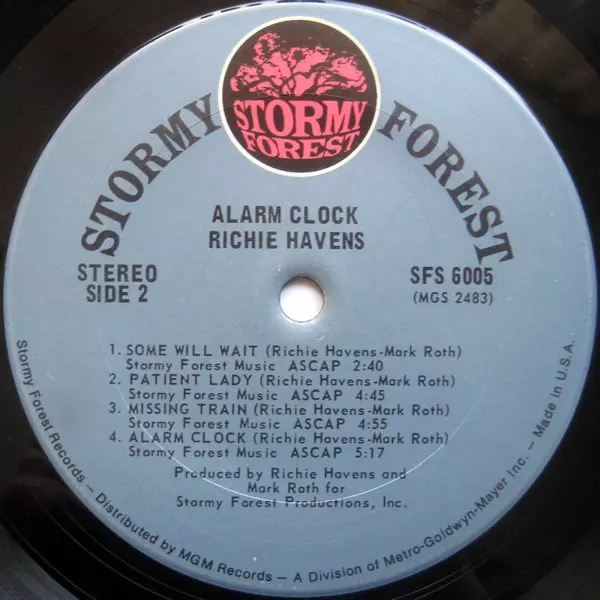 STORMY FOREST
STORMY
FOREST
ALARM CLOCK
RICHIE HAVENS
STEREO
SIDE 2
SFS 6005
(MGS 2483)
1. SOME WILL WAIT (Richie Havens-Mark Roth)
Stormy Forest Music ASCAP 2:40
2. PATIENT LADY (Richie Havens-Mark Roth)
Stormy Forest Music ASCAP 4:45
3. MISSING TRAIN (Richie Havens-Mark Roth)
Stormy Forest Music ASCAP 4:55
4. ALARM CLOCK (Richie Havens-Mark Roth)
Stormy Forest Music ASCAP 5:17
Produced by Richie Havens and
Mark Roth for
Stormy Forest Productions, Inc.
Stormy Forest Records – Distributed by MGM Records – A Division of Metro-Goldwyn-Mayer Inc. – Made in U.S.A.